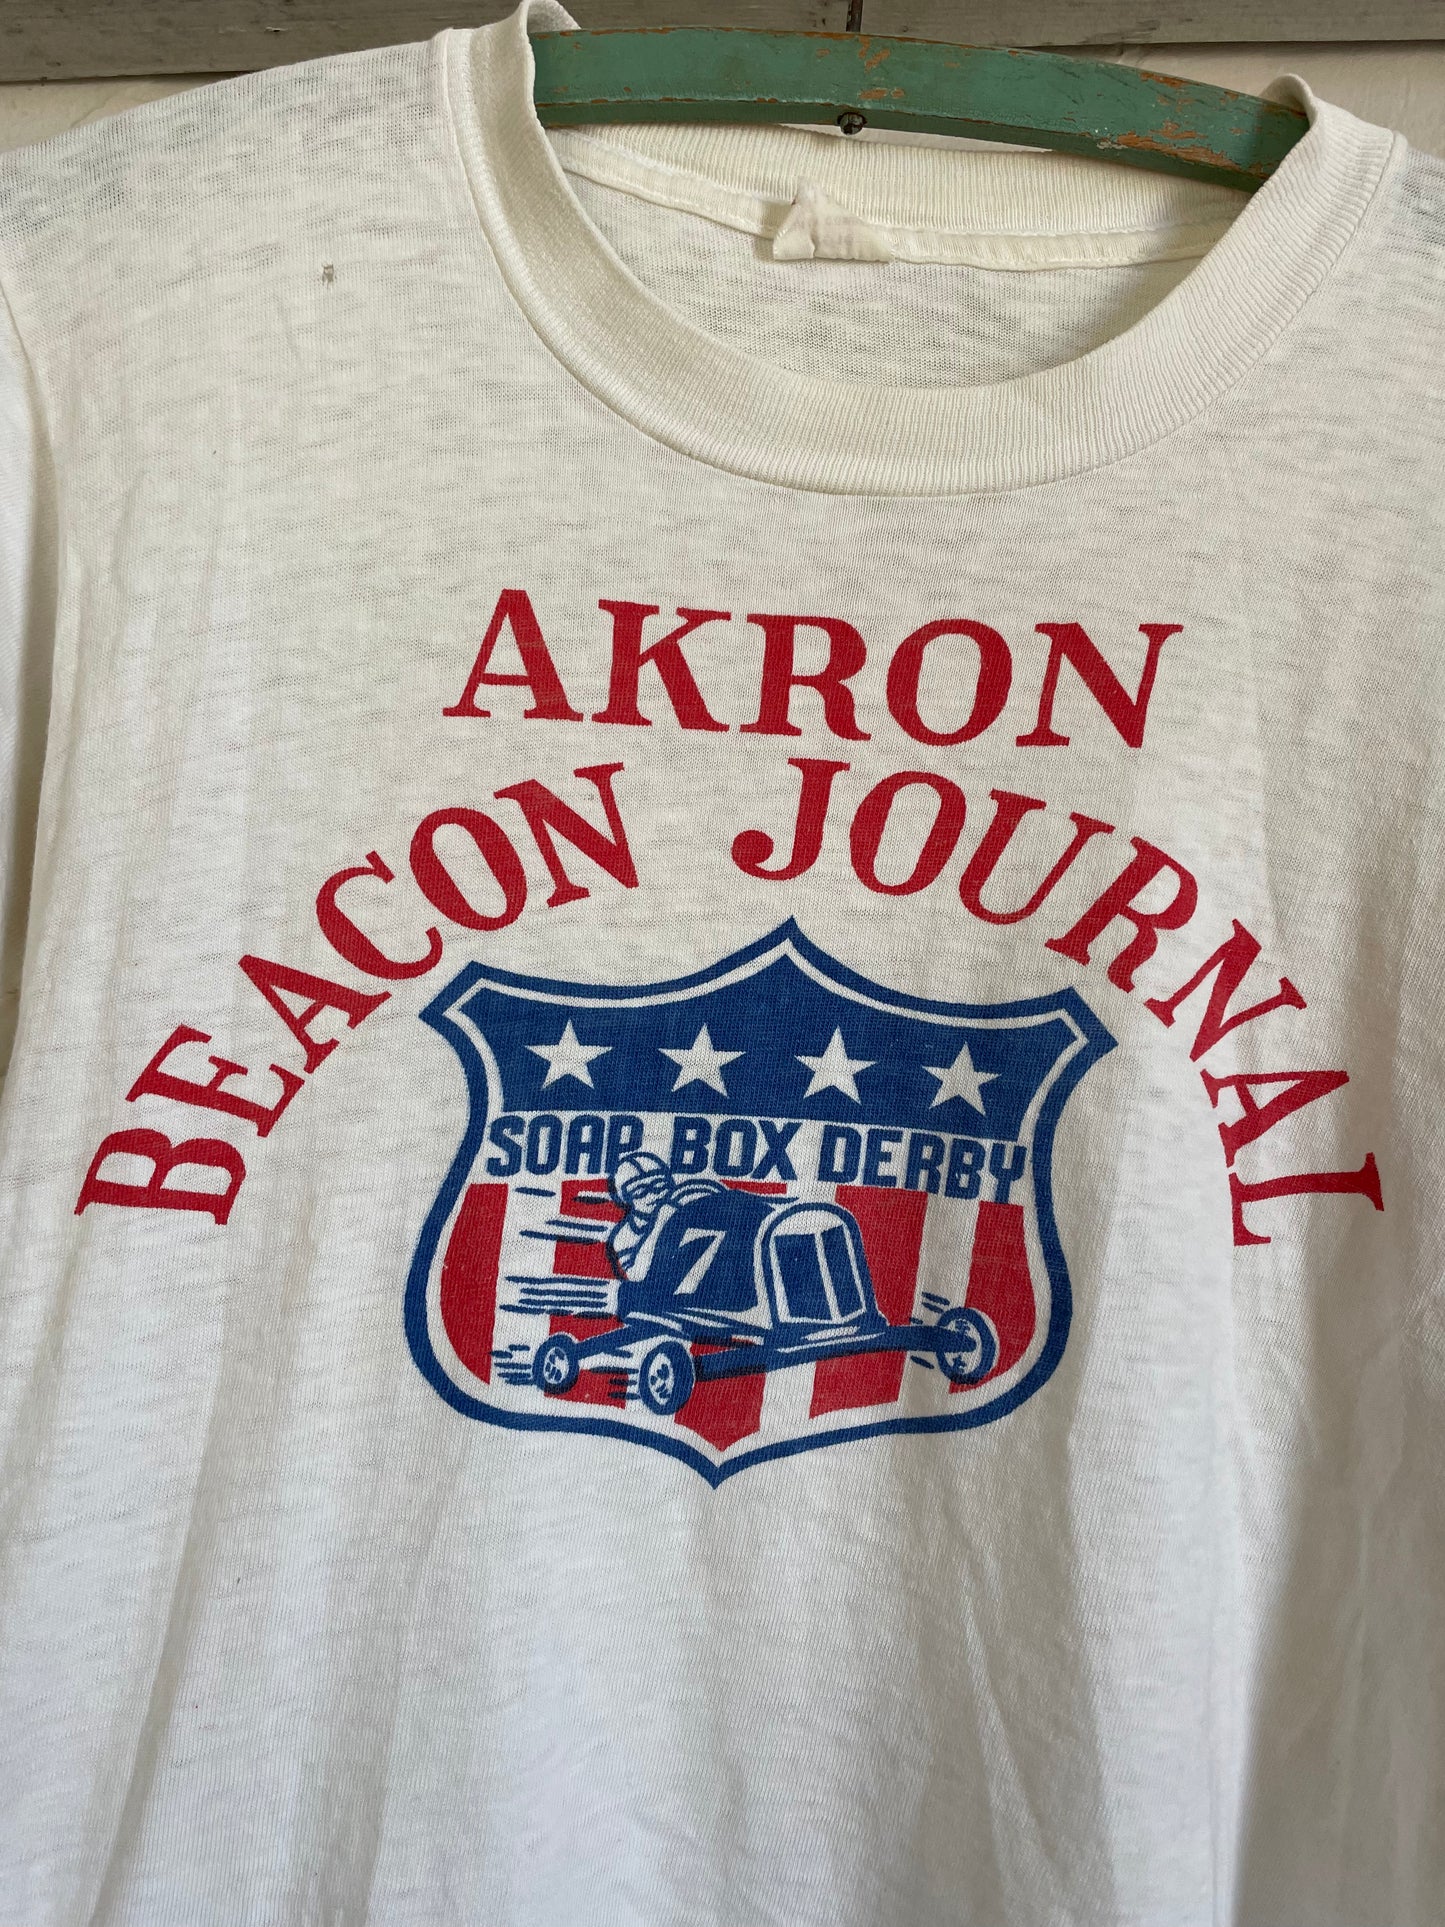 AKRON
BEACON JOURNAL
SOAP BOX DERBY
7